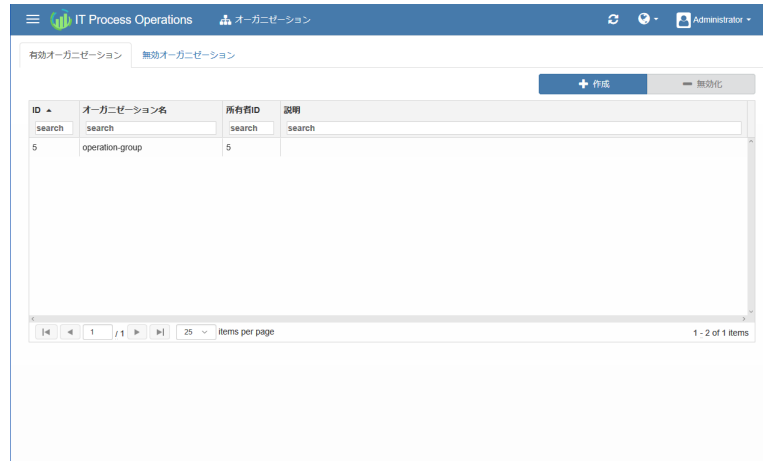 IT Process Operations オーガニゼーション Administrator
有効オーガニゼーション 無効オーガニゼーション
作成 無効化
ID オーガニゼーション名 所有者ID 説明
search search search search
5 operation-group 5
1 / 1 25 items per page 1 - 2 of 1 items